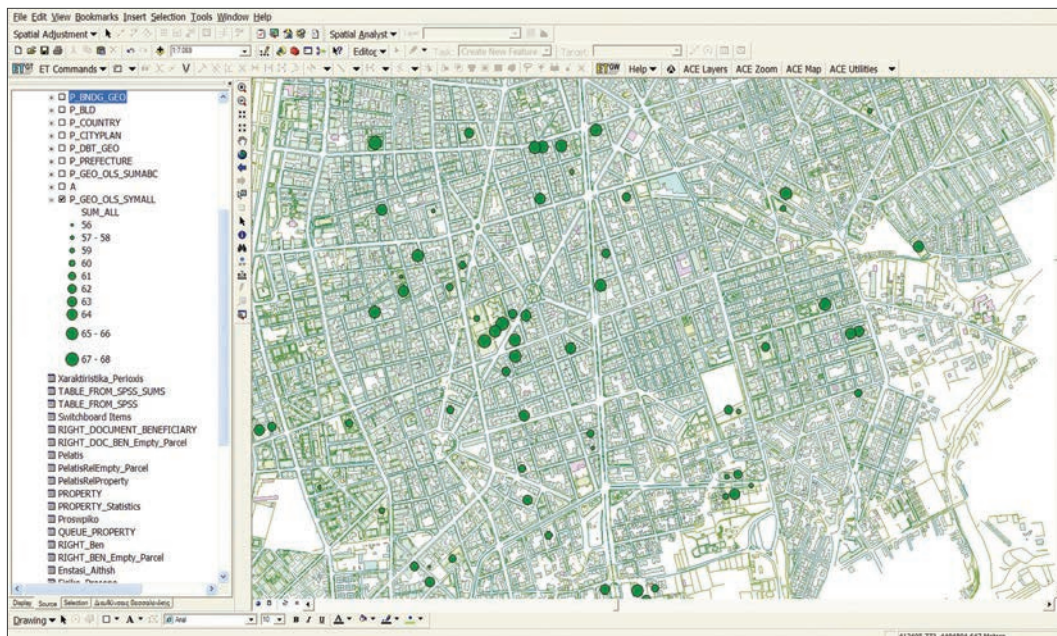 File Edit View Bookmarks Insert Selection Tools Window Help
Spatial Adjustment Spatial Analyst Layer:
Editor Task: Create New Feature Target:
ET Commands Help ACE Layers ACE Zoom ACE Map ACE Utilities
P_BNDG_GEO
P_BLD
P_COUNTRY
P_CITYPLAN
P_DBT_GEO
P_PREFECTURE
P_GEO_OLS_SUMABC
A
P_GEO_OLS_SYMALL
SUM_ALL
56
57 - 58
59
60
61
62
63
64
65 - 66
67 - 68
Xaraktiristika_Perioxis
TABLE_FROM_SPSS_SUMS
TABLE_FROM_SPSS
Switchboard Items
RIGHT_DOCUMENT_BENEFICIARY
RIGHT_DOC_BEN_Empty_Parcel
Pelatis
PelatisRelEmpty_Parcel
PelatisRelProperty
PROPERTY
PROPERTY_Statistics
Proswpiko
QUEUE_PROPERTY
RIGHT_Ben
RIGHT_BEN_Empty_Parcel
Enstasi_Aithsh
Display Source Selection
Drawing Arial 10 B I U A